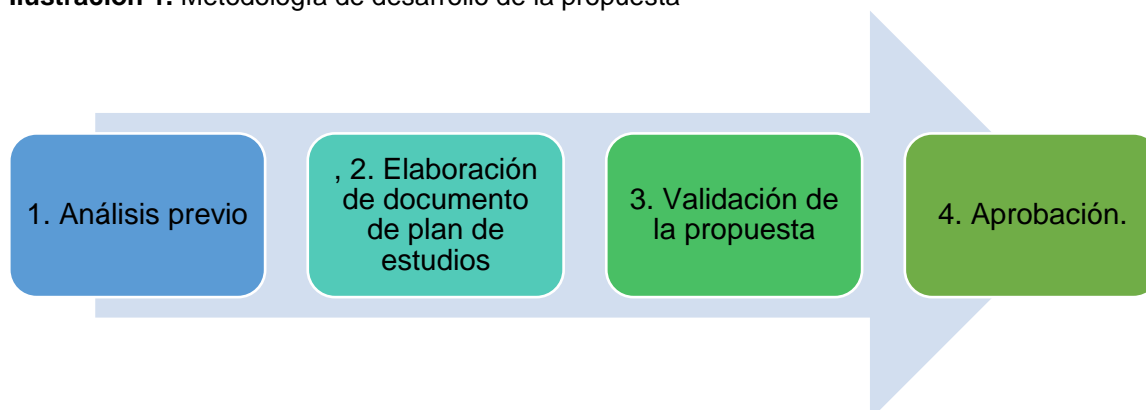 Ilustración 1. Metodología de desarrollo de la propuesta
1. Análisis previo
, 2. Elaboración
de documento
de plan de
estudios
3. Validación de
la propuesta
4. Aprobación.